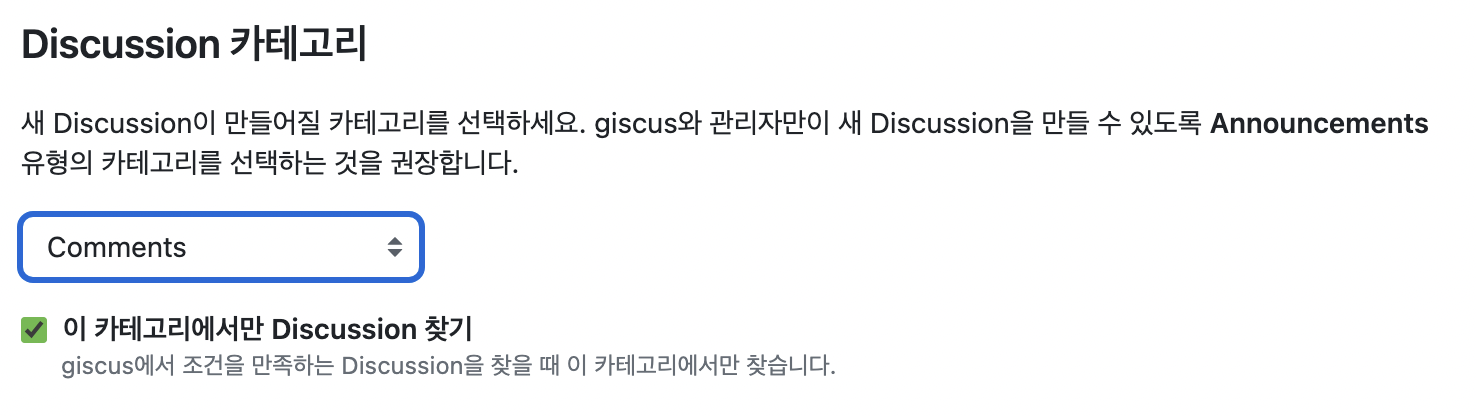 Discussion 카테고리
새 Discussion이 만들어질 카테고리를 선택하세요. giscus와 관리자만이 새 Discussion을 만들 수 있도록 Announcements
유형의 카테고리를 선택하는 것을 권장합니다.
Comments
이 카테고리에서만 Discussion 찾기
giscus에서 조건을 만족하는 Discussion을 찾을 때 이 카테고리에서만 찾습니다.